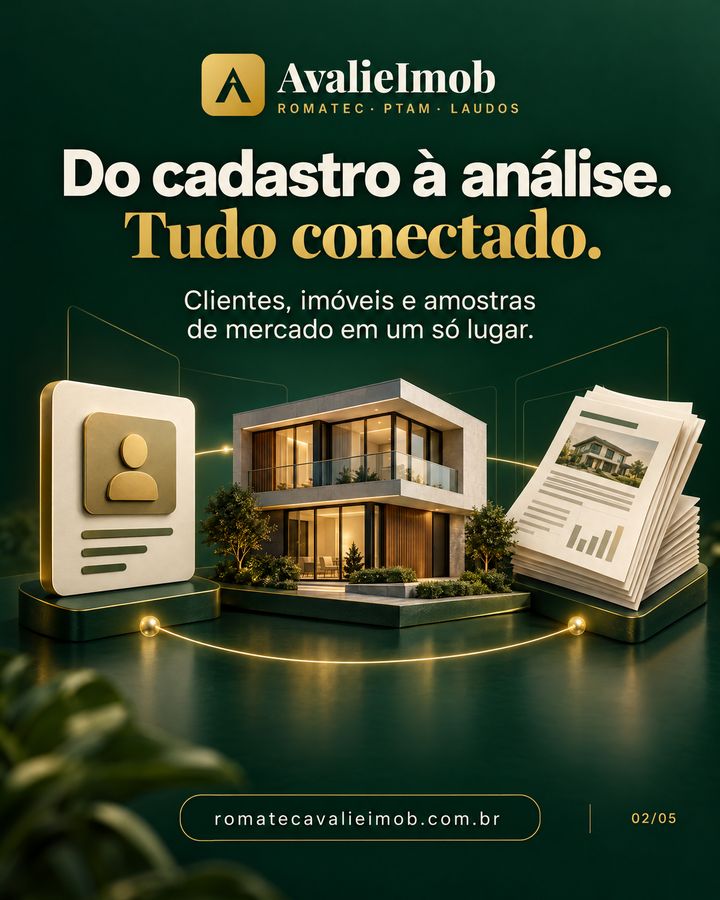 AvalieImob
ROMATEC · PTAM · LAUDOS
Do cadastro à análise.
Tudo conectado.
Clientes, imóveis e amostras
de mercado em um só lugar.
romatecavalieimob.com.br
02/05